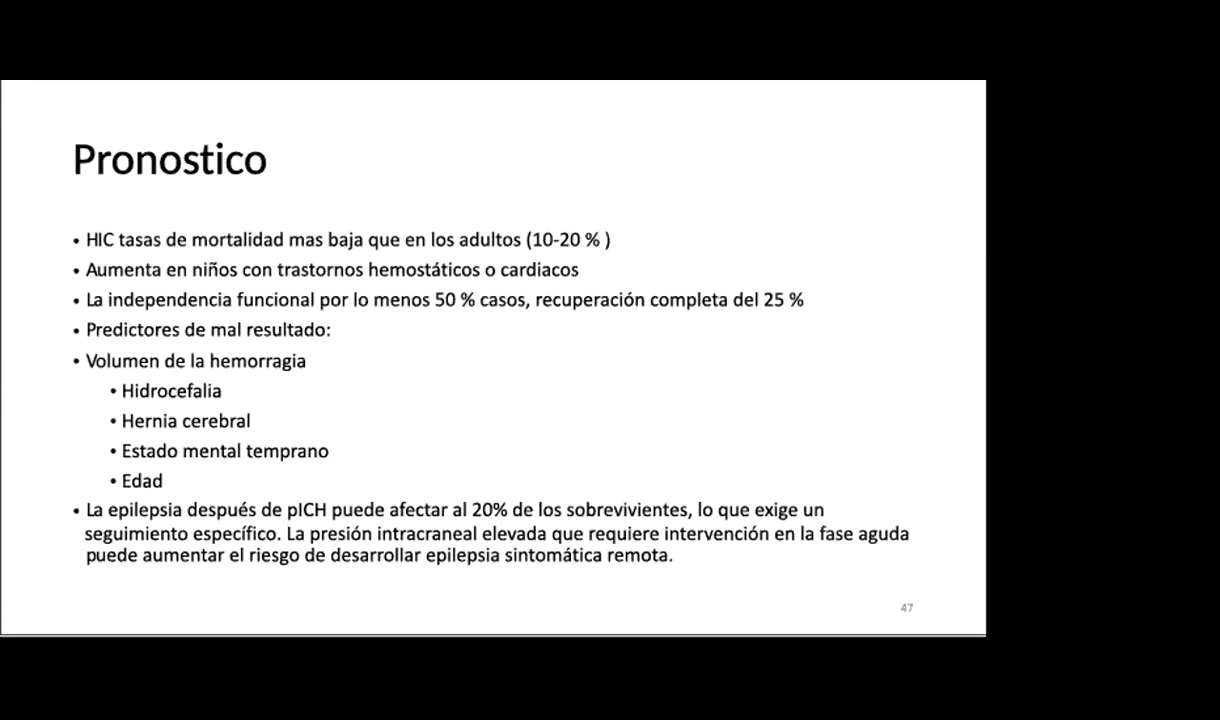 Pronostico
• HIC tasas de mortalidad mas baja que en los adultos (10-20 % )
• Aumenta en niños con trastornos hemostáticos o cardiacos
• La independencia funcional por lo menos 50 % casos, recuperación completa del 25 %
• Predictores de mal resultado:
• Volumen de la hemorragia
• Hidrocefalia
• Hernia cerebral
• Estado mental temprano
• Edad
• La epilepsia después de pICH puede afectar al 20% de los sobrevivientes, lo que exige un
seguimiento específico. La presión intracraneal elevada que requiere intervención en la fase aguda
puede aumentar el riesgo de desarrollar epilepsia sintomática remota.
47